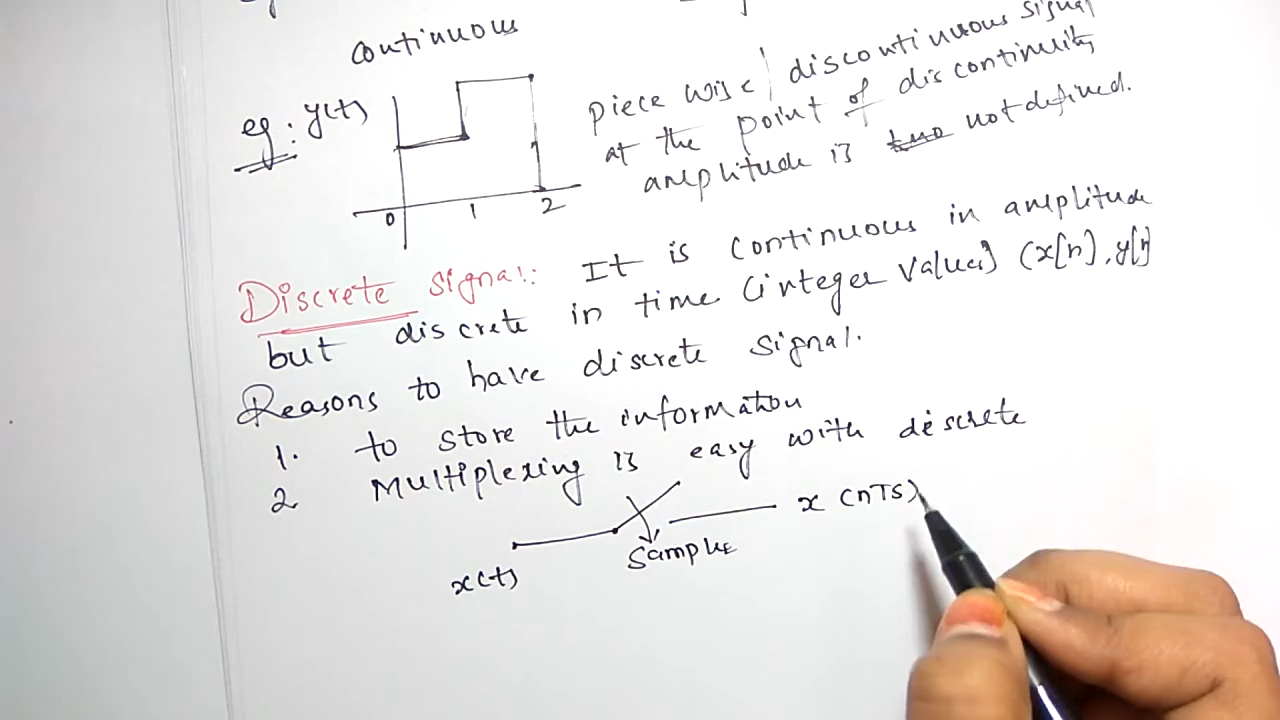 continuous
eg: y(t)
0 1 2
piece wise/discontinuous signal
at the point of discontinuity
amplitude is not defined.
Discrete signal: It is continuous in amplitude
but discrete in time (integer values) (x[n], y[n]
Reasons to have discrete signal.
1. to store the information
2 Multiplexing is easy with discrete
x(t)
Sample
x (nTs)